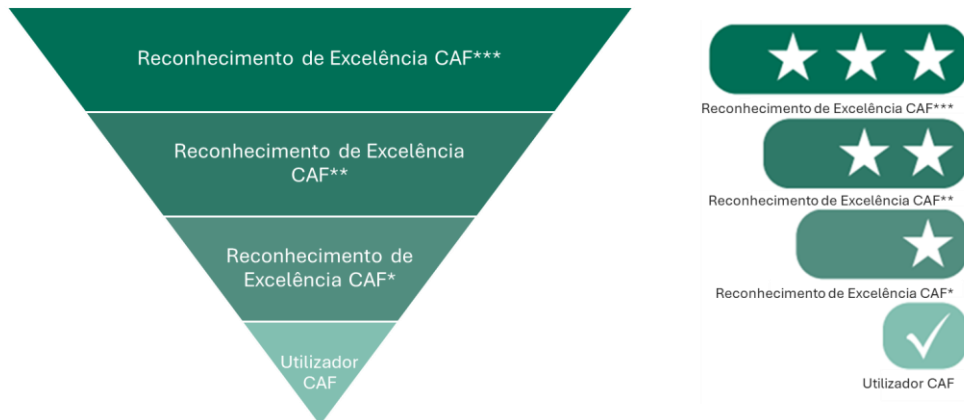 Reconhecimento de Excelência CAF***
Reconhecimento de Excelência
CAF**
Reconhecimento de
Excelência CAF*
Utilizador
CAF
Reconhecimento de Excelência CAF***
Reconhecimento de Excelência CAF**
Reconhecimento de Excelência CAF*
Utilizador CAF